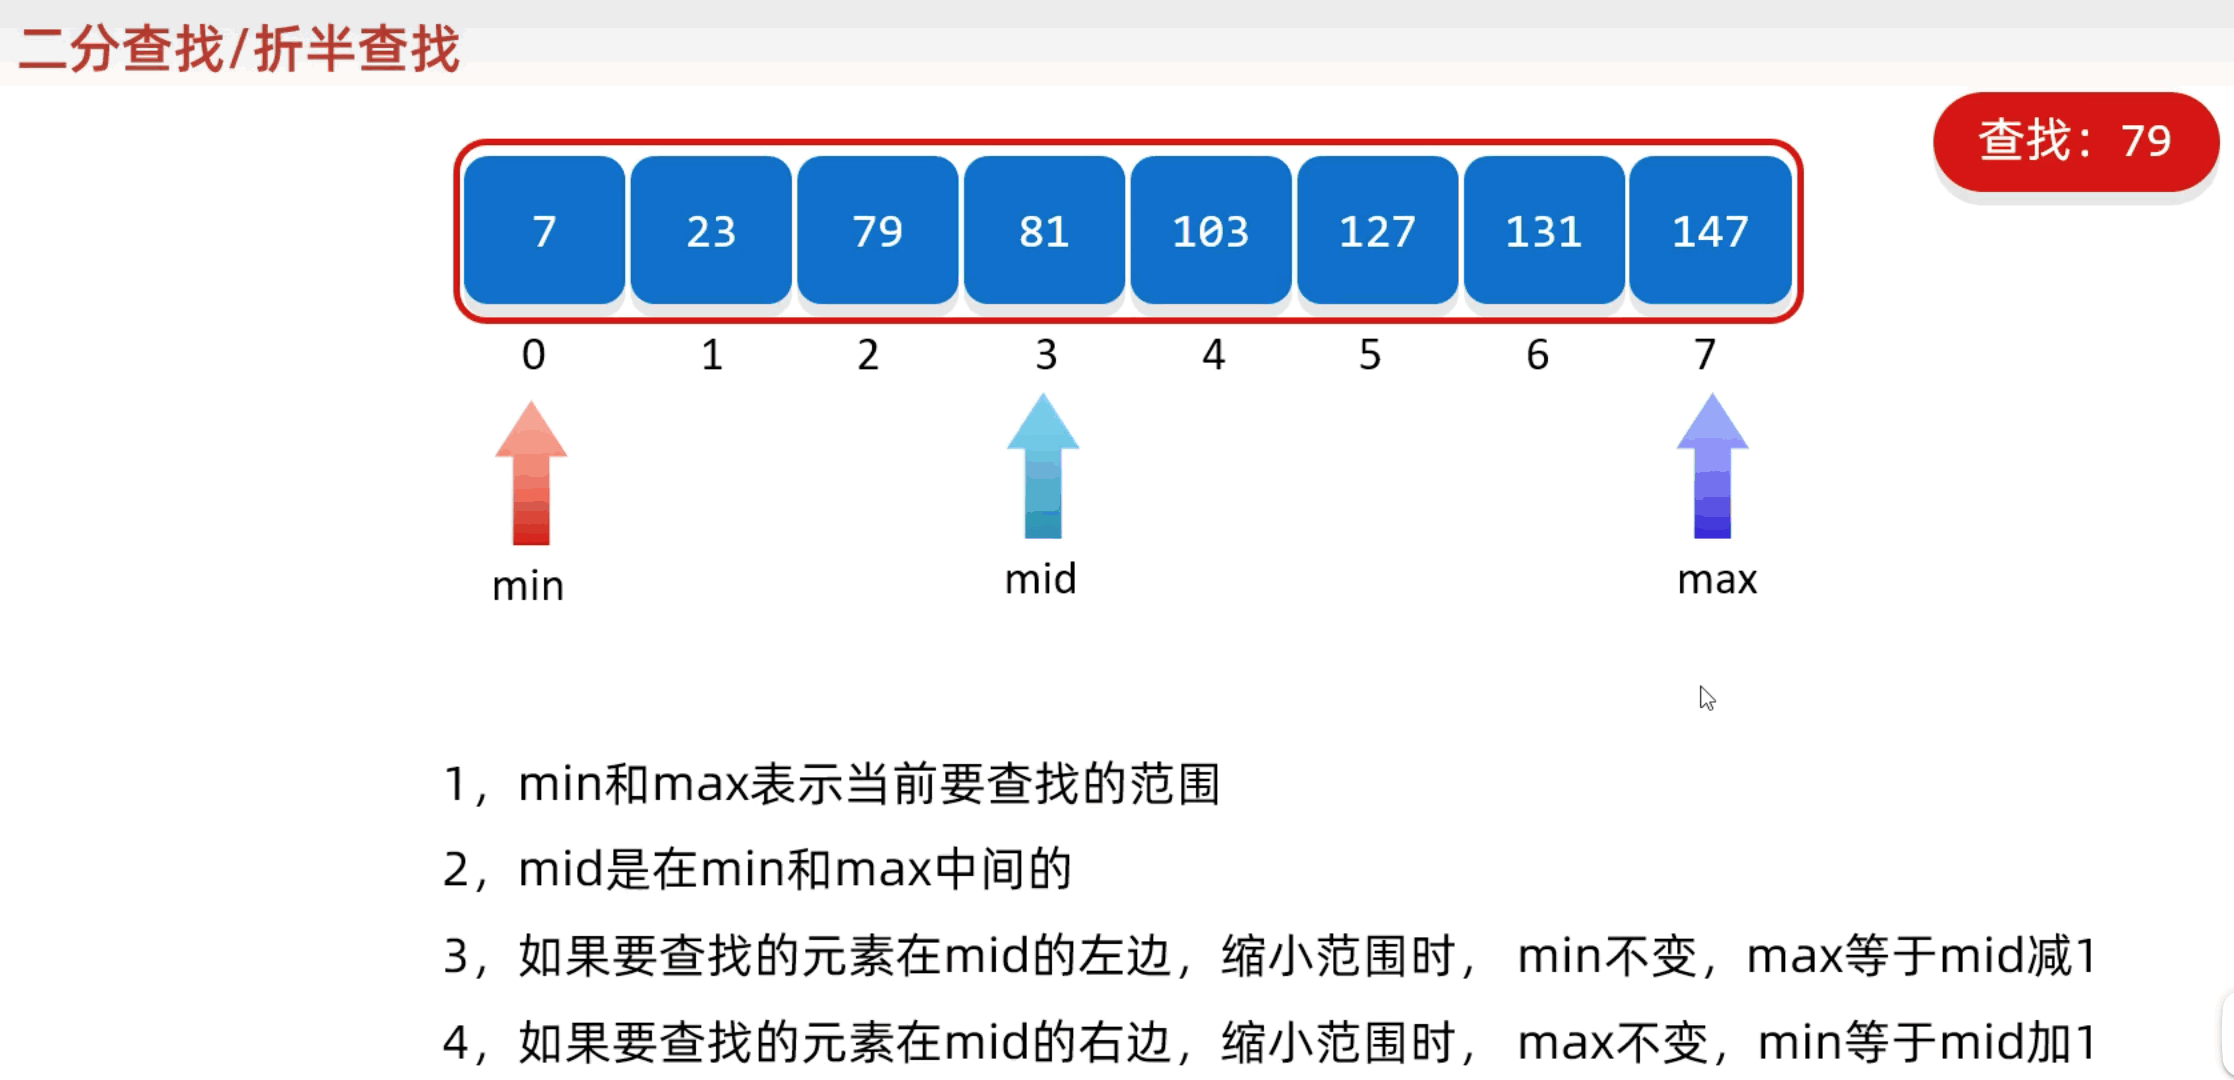 二分查找/折半查找
查找：79
7 23 79 81 103 127 131 147
0 1 2 3 4 5 6 7
min mid max
1，min和max表示当前要查找的范围
2，mid是在min和max中间的
3，如果要查找的元素在mid的左边，缩小范围时， min不变，max等于mid减1
4，如果要查找的元素在mid的右边，缩小范围时， max不变，min等于mid加1